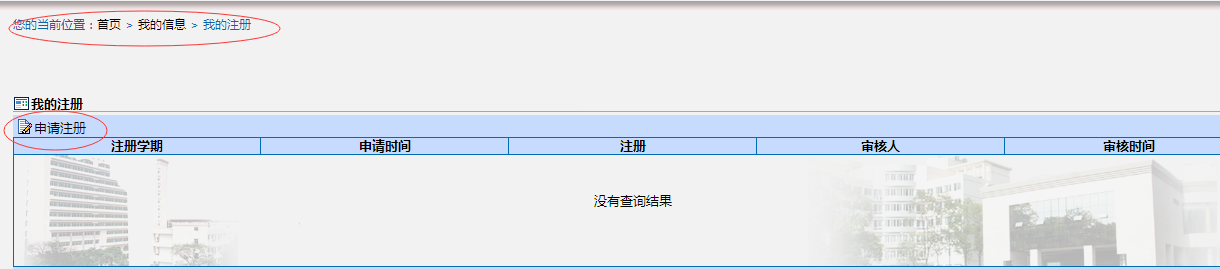 您的当前位置：首页 > 我的信息 > 我的注册
我的注册
申请注册
注册学期 申请时间 注册 审核人 审核时间
没有查询结果